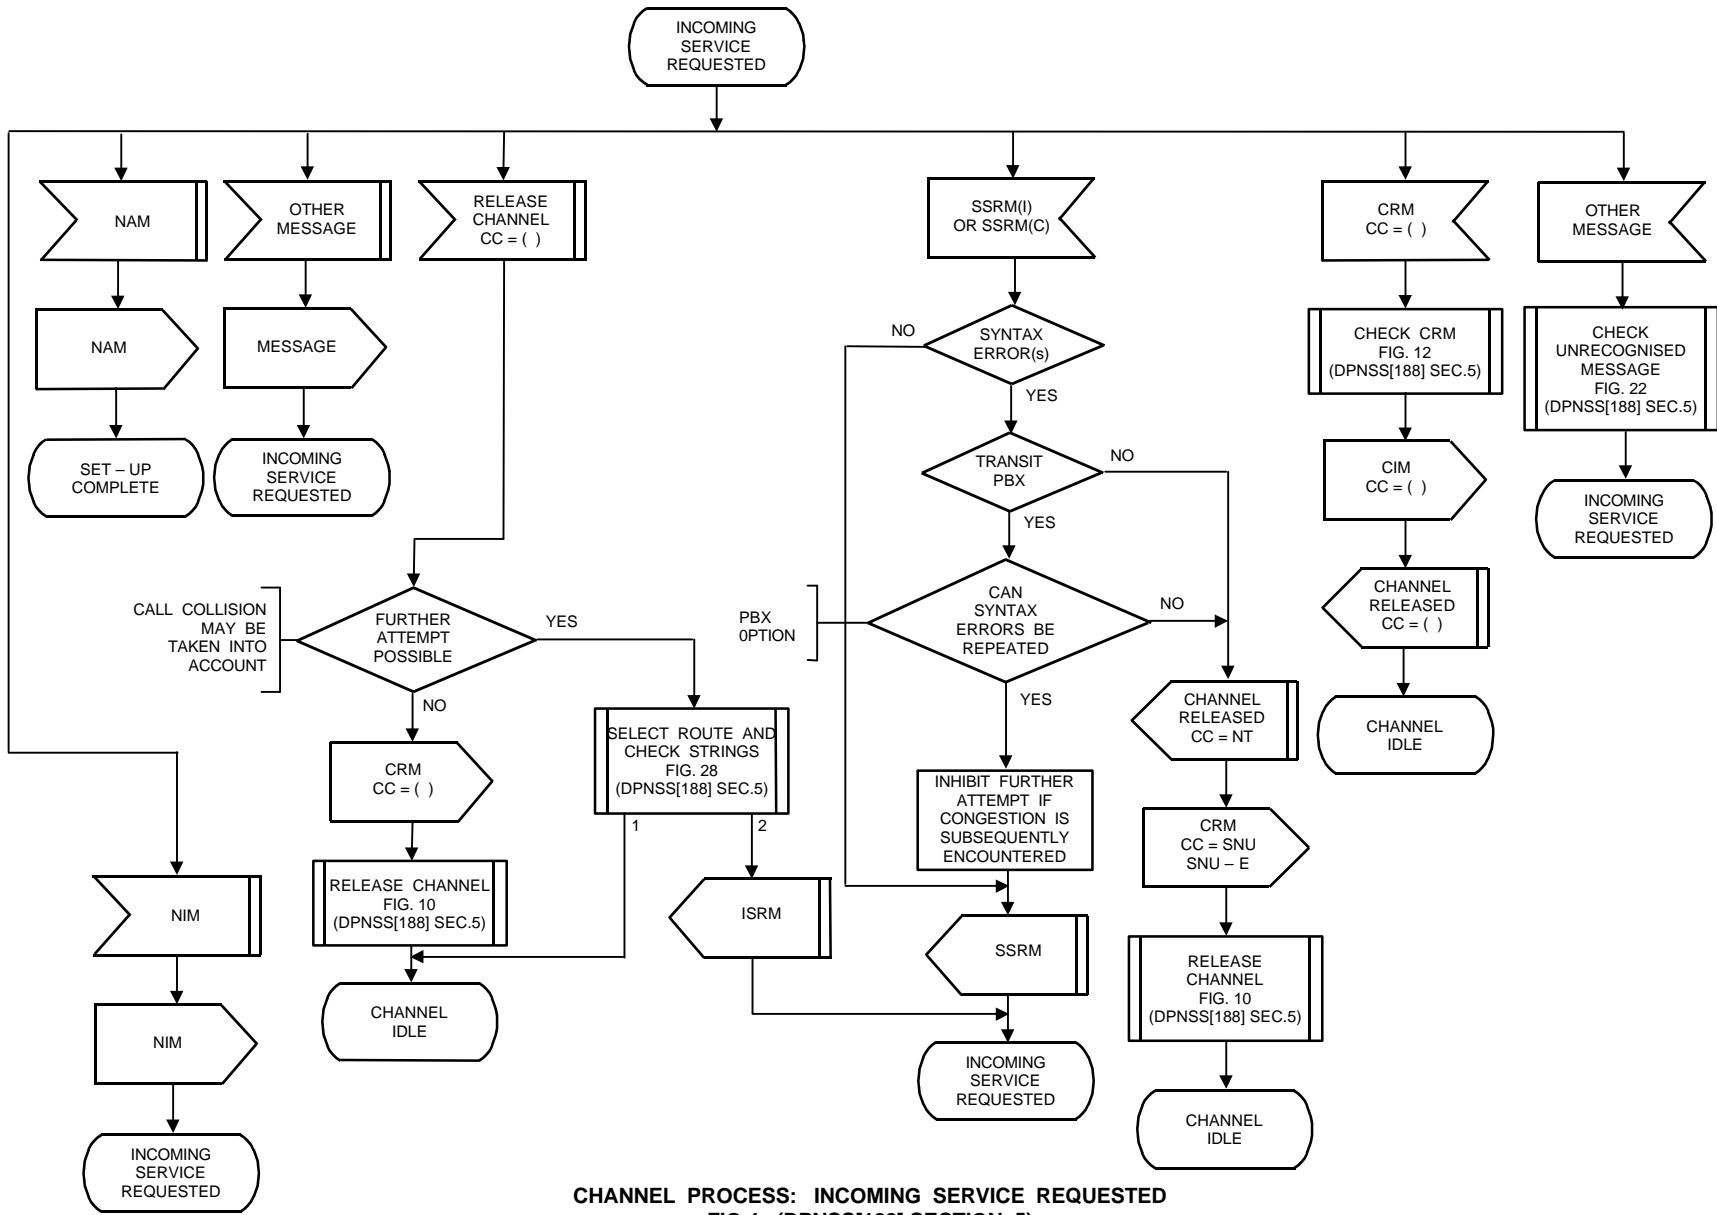 INCOMING
SERVICE
REQUESTED
NAM
OTHER
MESSAGE
RELEASE
CHANNEL
CC = ( )
SSRM(I)
OR SSRM(C)
CRM
CC = ( )
OTHER
MESSAGE
NAM
MESSAGE
NO
SYNTAX
ERROR(s)
YES
CHECK CRM
FIG. 12
(DPNSS[188] SEC.5)
CHECK
UNRECOGNISED
MESSAGE
FIG. 22
(DPNSS[188] SEC.5)
SET – UP
COMPLETE
INCOMING
SERVICE
REQUESTED
TRANSIT
PBX
NO
YES
CIM
CC = ( )
INCOMING
SERVICE
REQUESTED
CALL COLLISION
MAY BE
TAKEN INTO
ACCOUNT
FURTHER
ATTEMPT
POSSIBLE
YES
NO
PBX
0PTION
CAN
SYNTAX
ERRORS BE
REPEATED
NO
YES
CHANNEL
RELEASED
CC = ( )
CHANNEL
RELEASED
CC = NT
CHANNEL
IDLE
SELECT ROUTE AND
CHECK STRINGS
FIG. 28
(DPNSS[188] SEC.5)
1
2
CRM
CC = ( )
INHIBIT FURTHER
ATTEMPT IF
CONGESTION IS
SUBSEQUENTLY
ENCOUNTERED
CRM
CC = SNU
SNU – E
RELEASE CHANNEL
FIG. 10
(DPNSS[188] SEC.5)
NIM
ISRM
SSRM
RELEASE
CHANNEL
FIG. 10
(DPNSS[188] SEC.5)
CHANNEL
IDLE
NIM
INCOMING
SERVICE
REQUESTED
CHANNEL
IDLE
INCOMING
SERVICE
REQUESTED
CHANNEL PROCESS: INCOMING SERVICE REQUESTED
FIG 4 (DPNSS[188] SECTION 5)